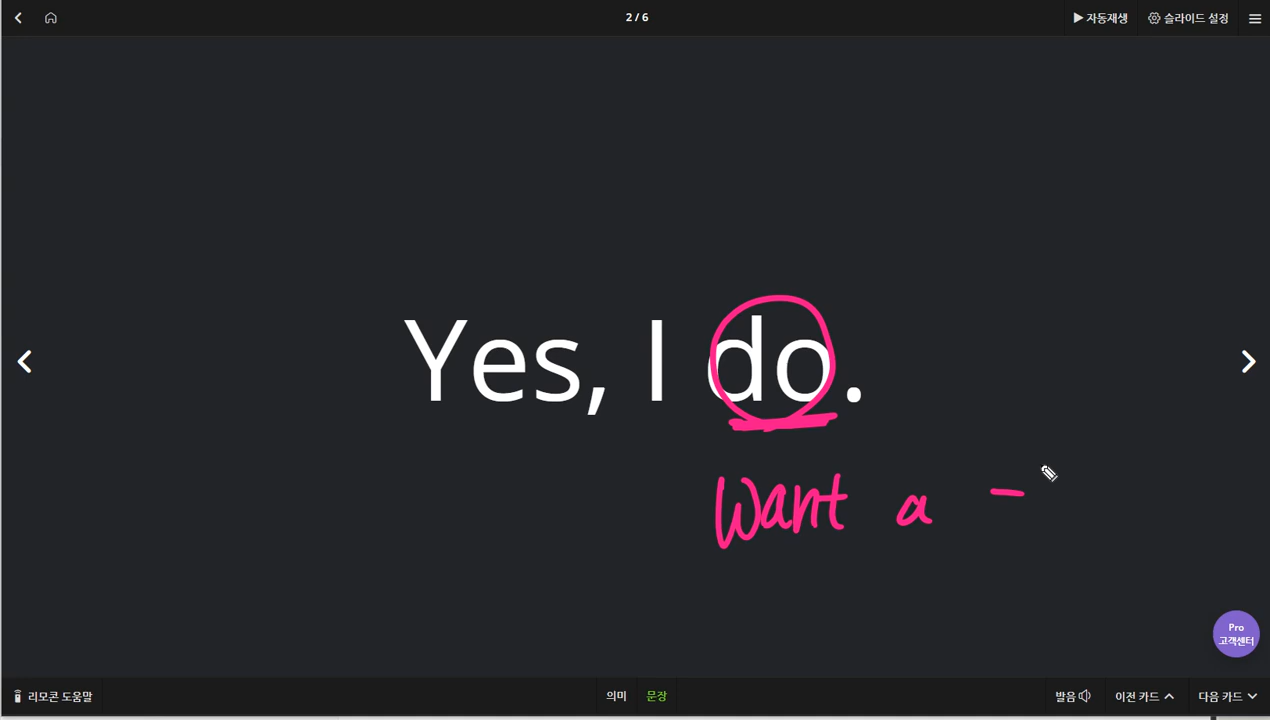 2 / 6
자동재생
슬라이드 설정
Yes, I do.
Want a
Pro
고객센터
리모콘 도움말
의미
문장
발음
이전 카드
다음 카드